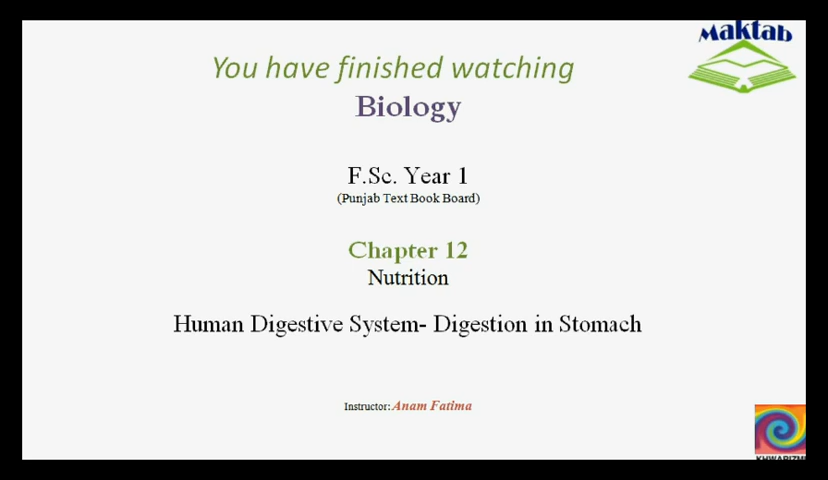 Maktab
You have finished watching
Biology
F.Sc. Year 1
(Punjab Text Book Board)
Chapter 12
Nutrition
Human Digestive System- Digestion in Stomach
Instructor: Anam Fatima
KHWARIZMI